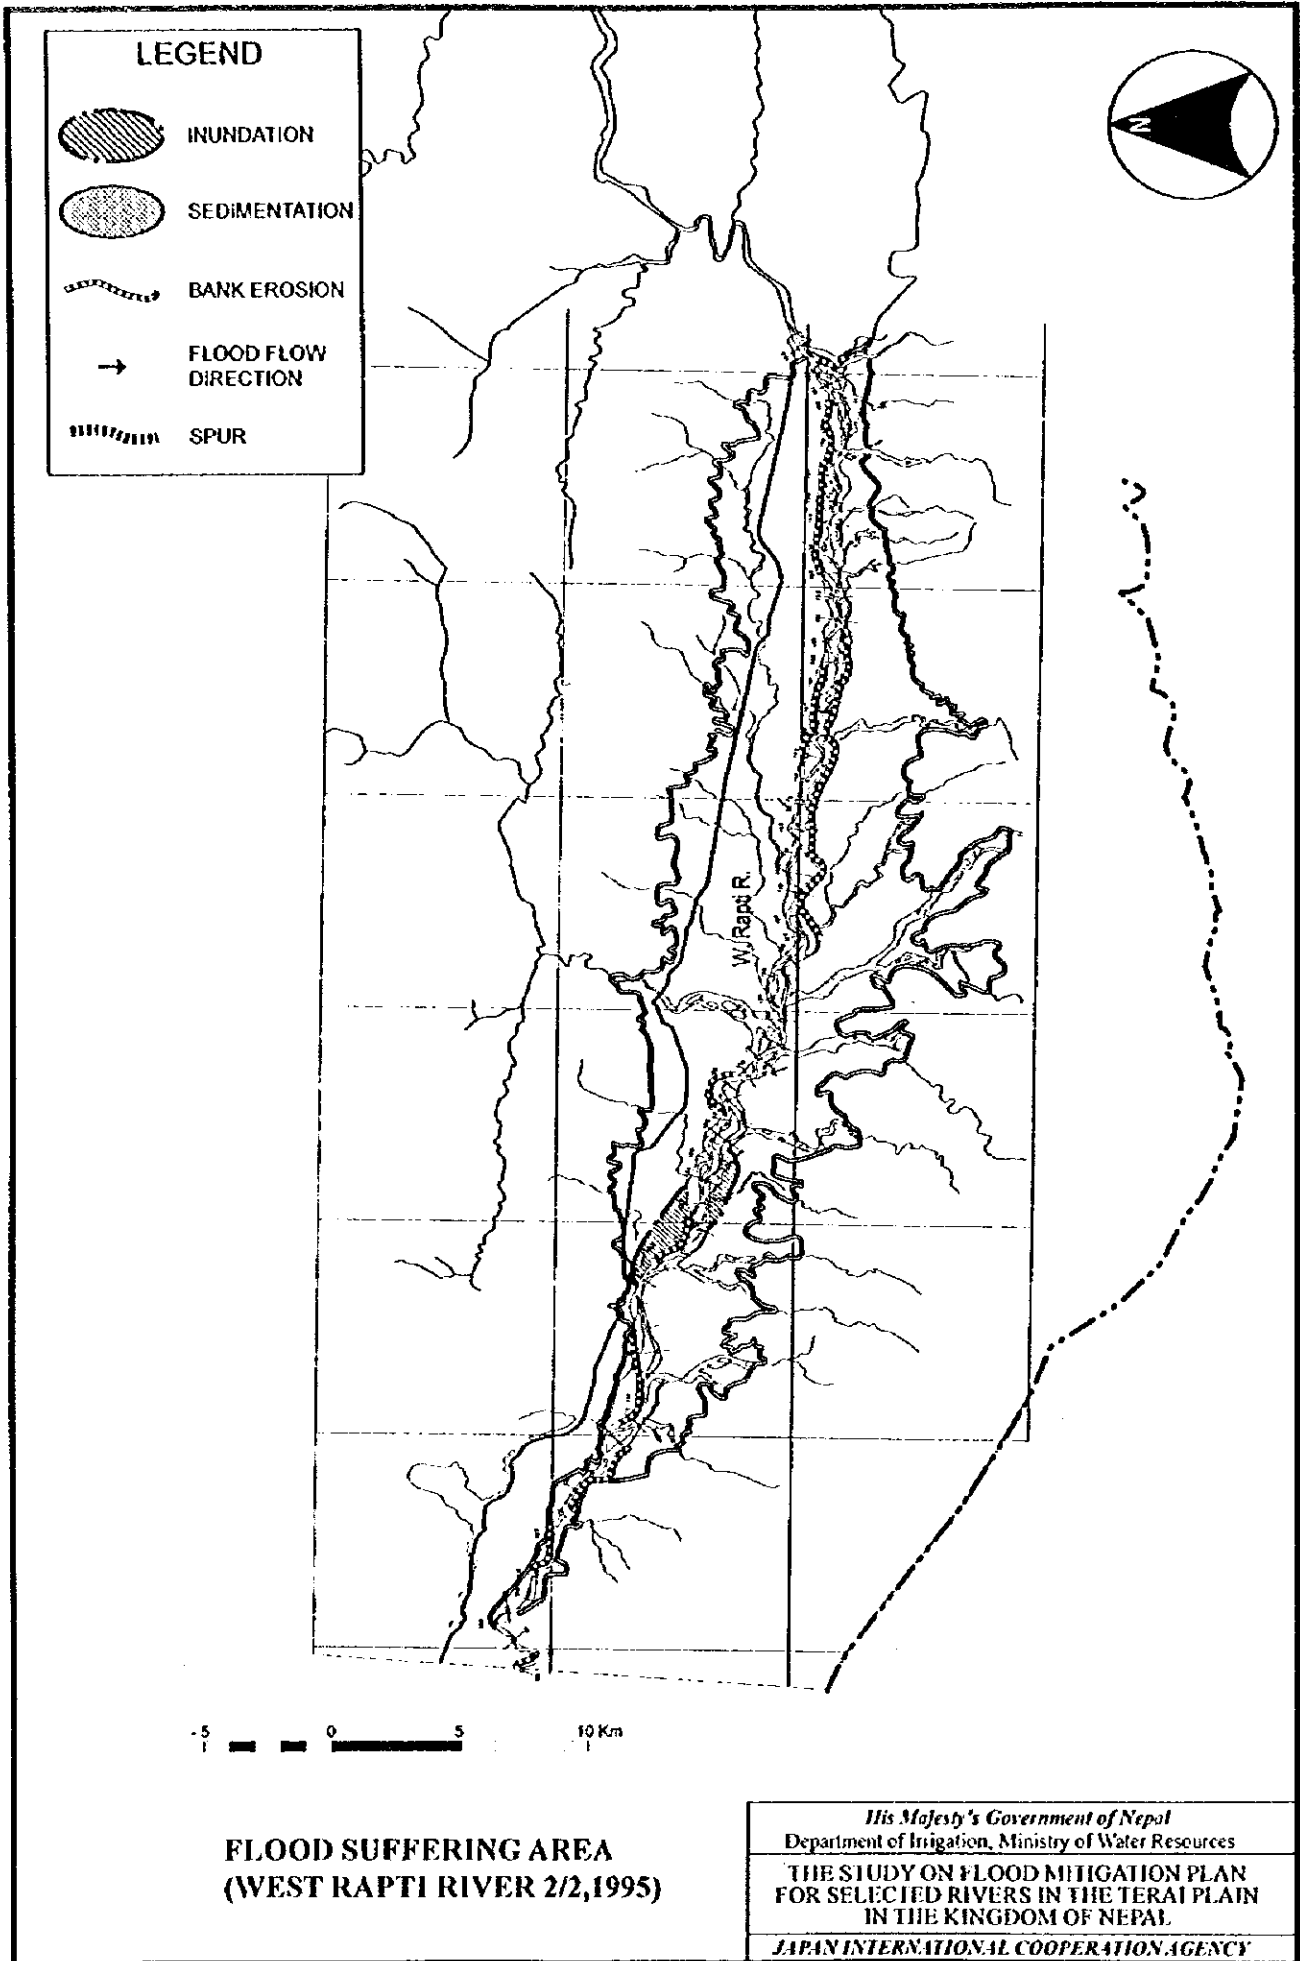 LEGEND
INUNDATION
SEDIMENTATION
BANK EROSION
FLOOD FLOW
DIRECTION
SPUR
N
W. Rapti R.
-5 0 5 10 Km
FLOOD SUFFERING AREA
(WEST RAPTI RIVER 2/2,1995)
His Majesty's Government of Nepal
Department of Irrigation, Ministry of Water Resources
THE STUDY ON FLOOD MITIGATION PLAN
FOR SELECTED RIVERS IN THE TERAI PLAIN
IN THE KINGDOM OF NEPAL
JAPAN INTERNATIONAL COOPERATION AGENCY